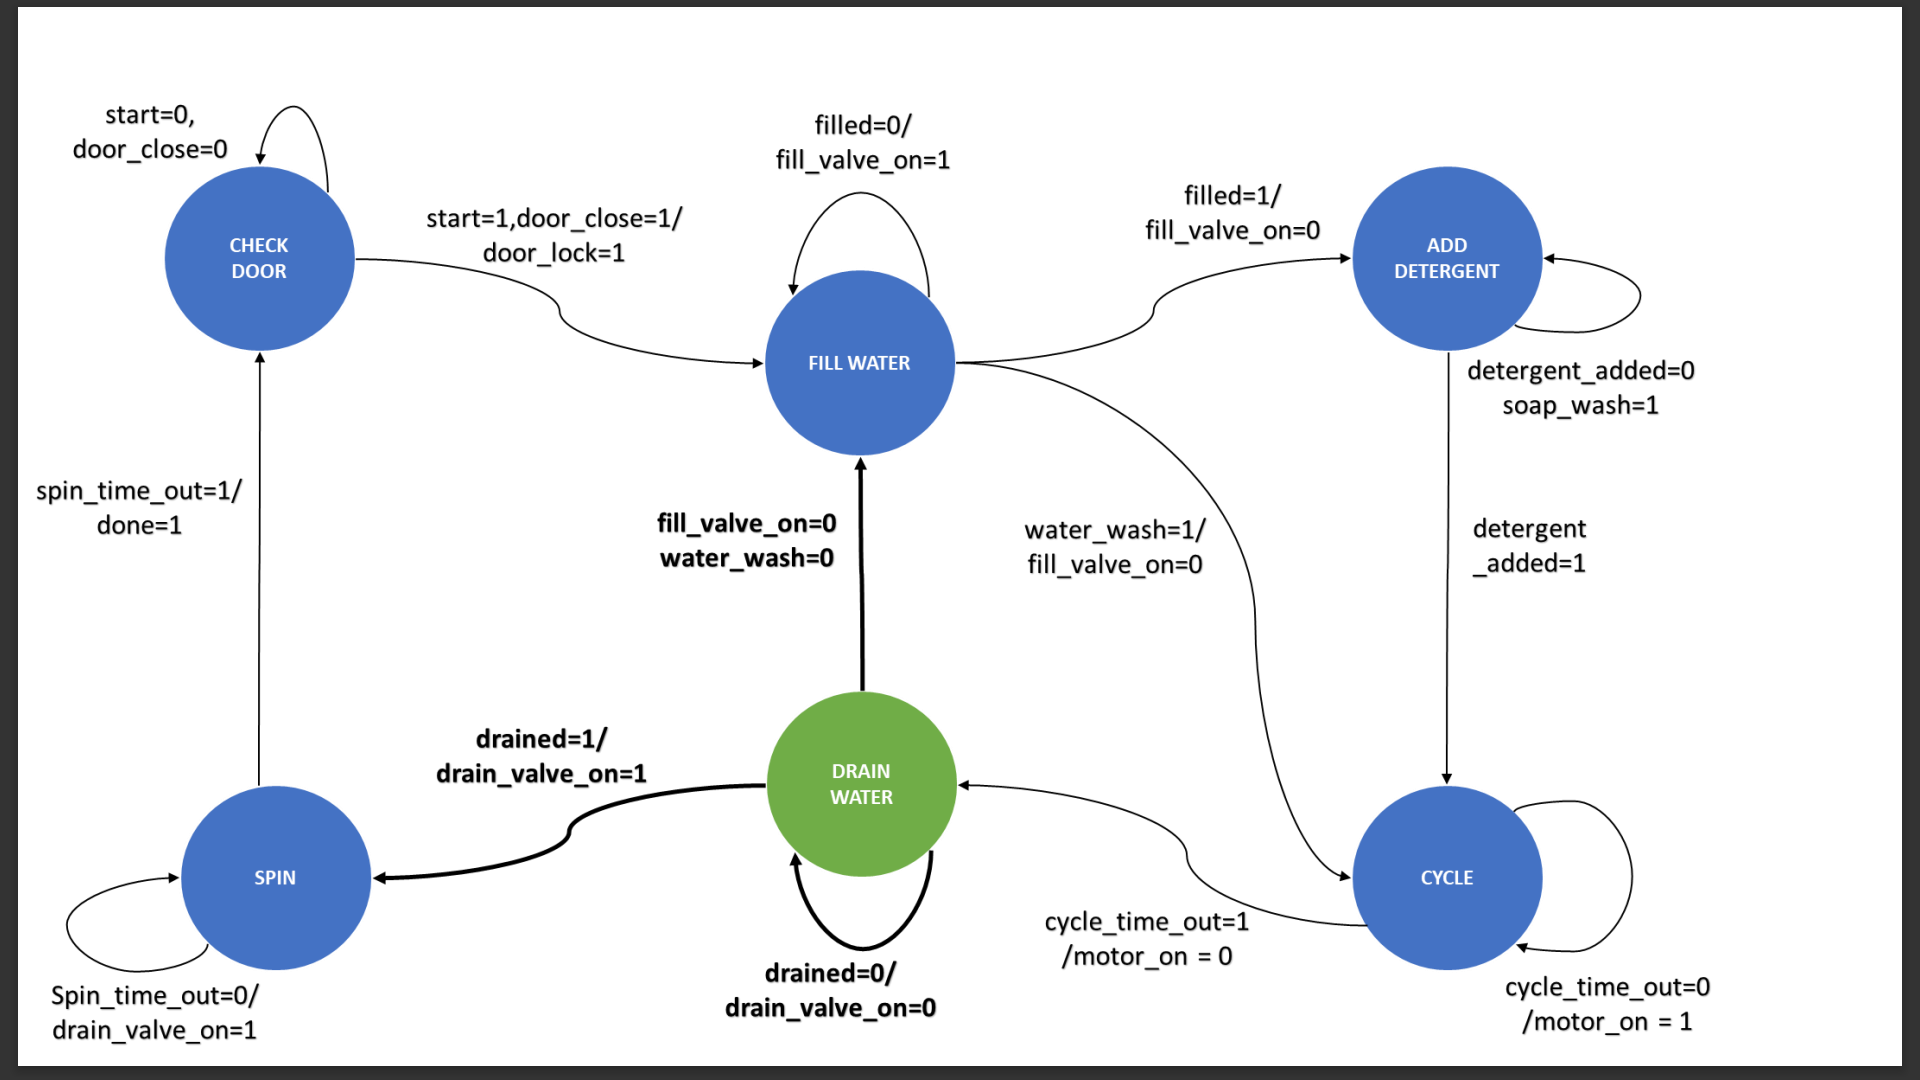 start=0,
door_close=0
filled=0/
fill_valve_on=1
start=1,door_close=1/
door_lock=1
filled=1/
fill_valve_on=0
CHECK
DOOR
FILL WATER
ADD
DETERGENT
detergent_added=0
soap_wash=1
spin_time_out=1/
done=1
fill_valve_on=0
water_wash=0
water_wash=1/
fill_valve_on=0
detergent
_added=1
drained=1/
drain_valve_on=1
DRAIN
WATER
SPIN
CYCLE
cycle_time_out=1
/motor_on = 0
Spin_time_out=0/
drain_valve_on=1
drained=0/
drain_valve_on=0
cycle_time_out=0
/motor_on = 1